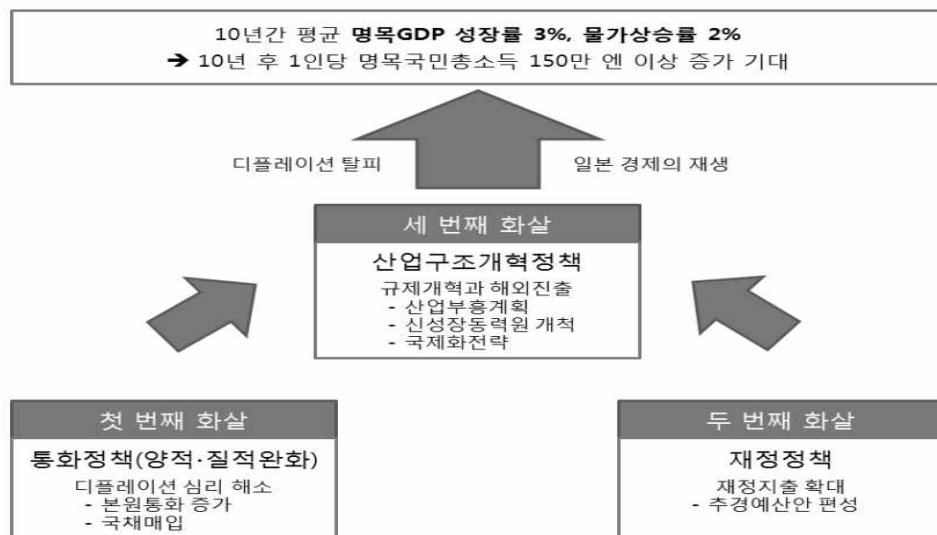 10년간 평균 명목GDP 성장률 3%, 물가상승률 2%
➔ 10년 후 1인당 명목국민총소득 150만 엔 이상 증가 기대
디플레이션 탈피
일본 경제의 재생
세 번째 화살
산업구조개혁정책
규제개혁과 해외진출
- 산업부흥계획
- 신성장동력원 개척
- 국제화전략
첫 번째 화살
통화정책(양적·질적완화)
디플레이션 심리 해소
- 본원통화 증가
- 국채매입
두 번째 화살
재정정책
재정지출 확대
- 추경예산안 편성